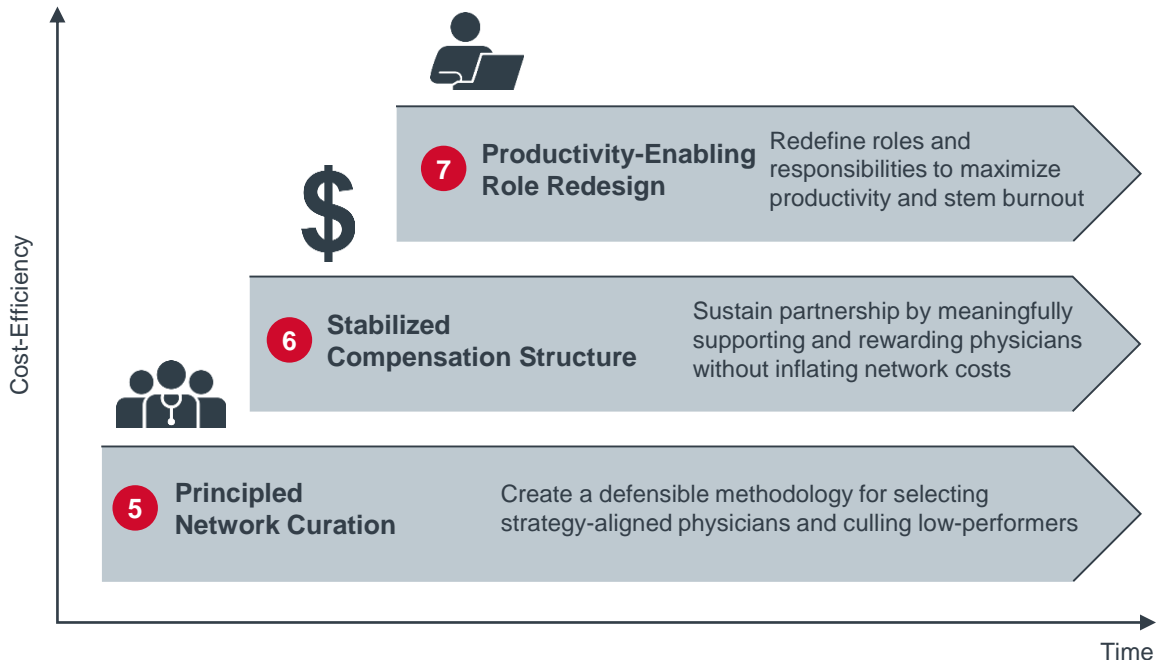 Cost-Efficiency
7
Productivity-Enabling
Role Redesign
Redefine roles and
responsibilities to maximize
productivity and stem burnout
$
6
Stabilized
Compensation Structure
Sustain partnership by meaningfully
supporting and rewarding physicians
without inflating network costs
5
Principled
Network Curation
Create a defensible methodology for selecting
strategy-aligned physicians and culling low-performers
Time